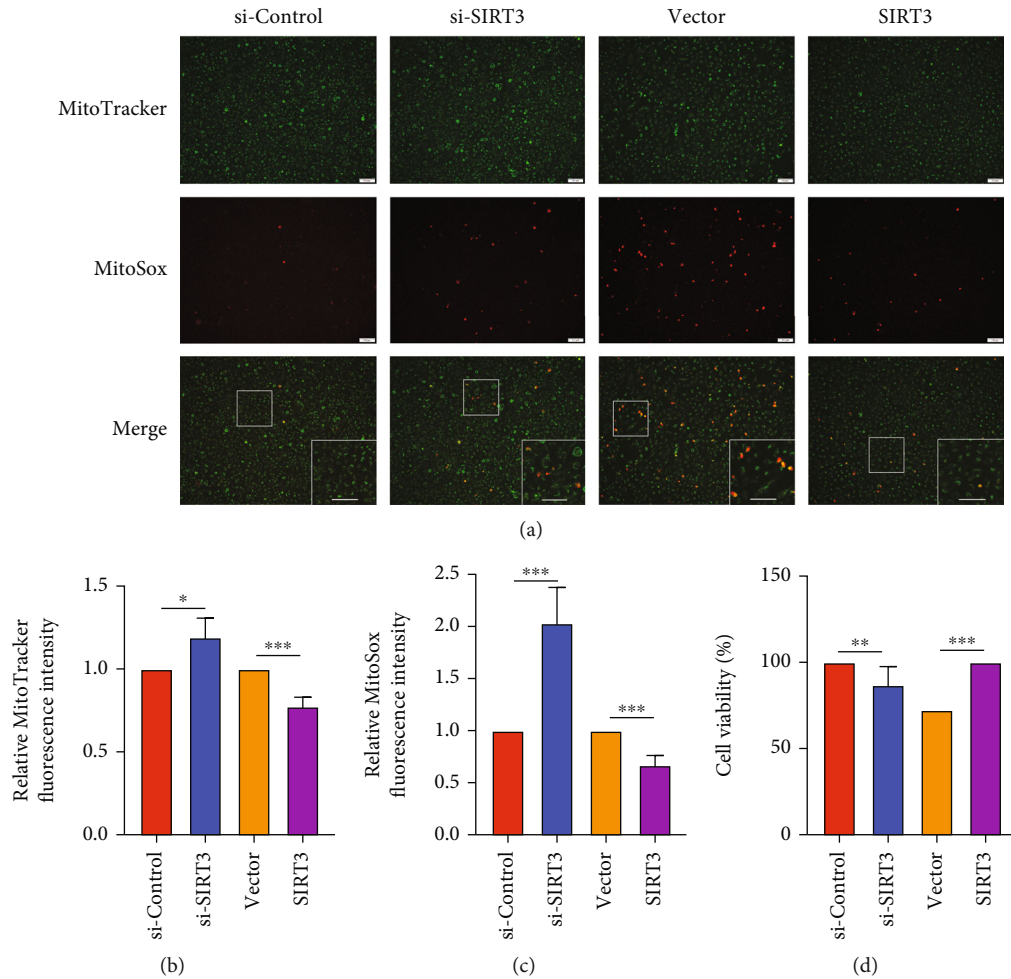 si-Control si-SIRT3 Vector SIRT3
MitoTracker
MitoSox
Merge
(a)
Relative MitoTracker
fluorescence intensity
1.5
1.0
0.5
0.0
*
***
si-Control
si-SIRT3
Vector
SIRT3
(b)
Relative MitoSox
fluorescence intensity
2.5
2.0
1.5
1.0
0.5
0.0
***
***
si-Control
si-SIRT3
Vector
SIRT3
(c)
Cell viability (%)
150
100
50
0
**
***
si-Control
si-SIRT3
Vector
SIRT3
(d)